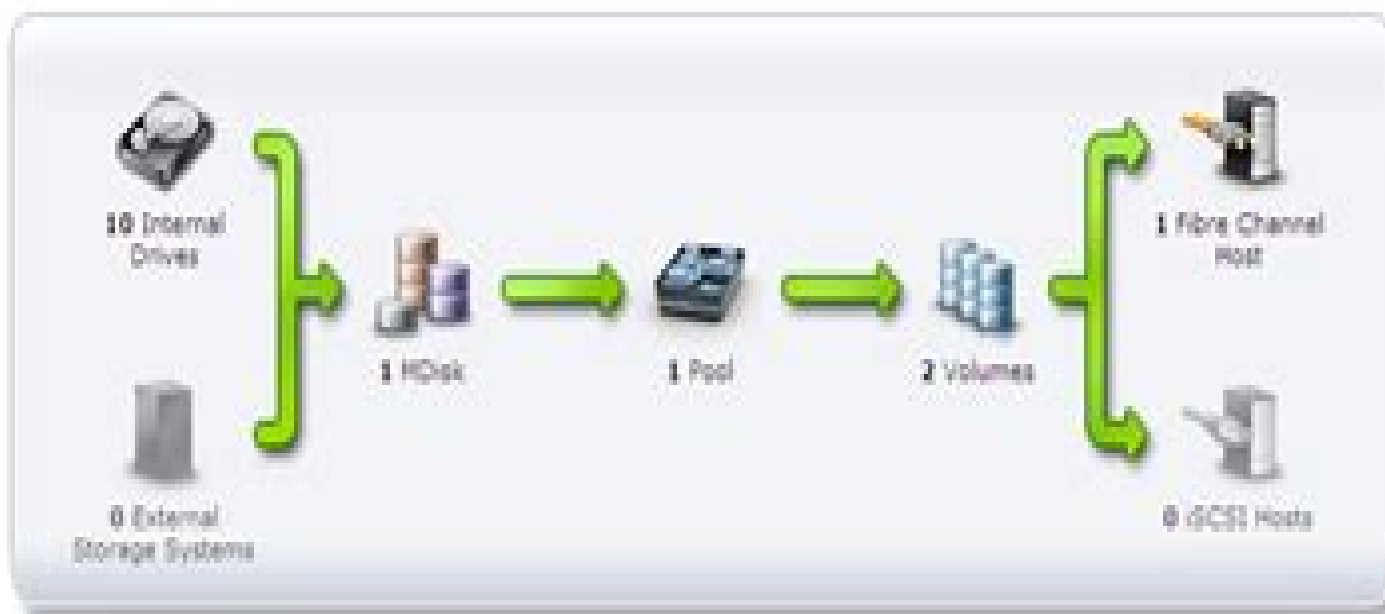 10 Internal
Drives
0 External
Storage Systems
1 MDisk
1 Pool
2 Volumes
1 Fibre Channel
Host
0 iSCSI Hosts